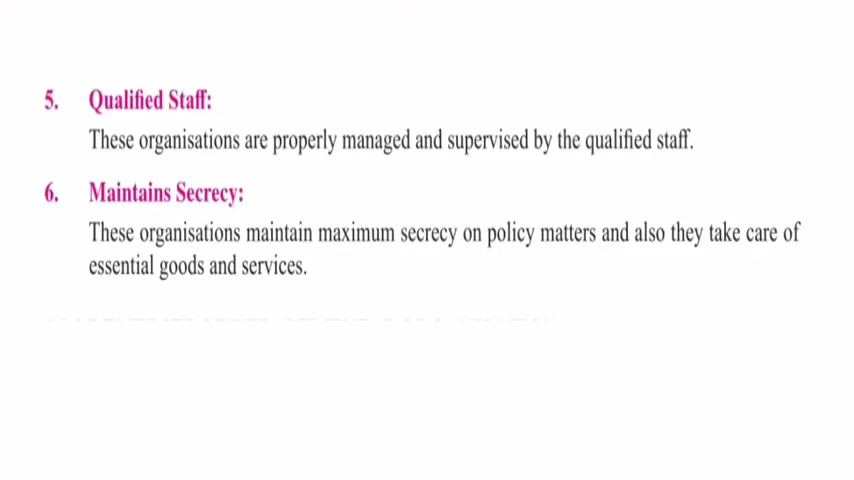 5. Qualified Staff:
These organisations are properly managed and supervised by the qualified staff.
6. Maintains Secrecy:
These organisations maintain maximum secrecy on policy matters and also they take care of
essential goods and services.